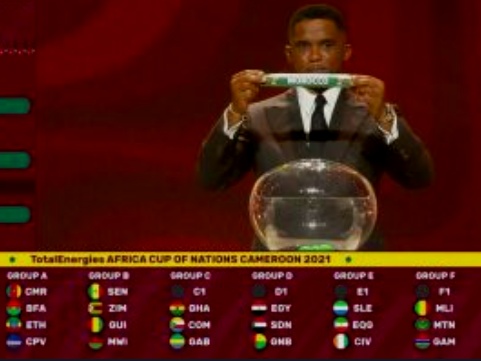 MOROCCO
TotalEnergies AFRICA CUP OF NATIONS CAMEROON 2021
GROUP A GROUP B GROUP C GROUP D GROUP E GROUP F
CMR SEN C1 D1 E1 F1
BFA ZIM GHA EGY SLE MLI
ETH GUI COM SDN EQG MTN
CPV MWI GAB GNB CIV GAM